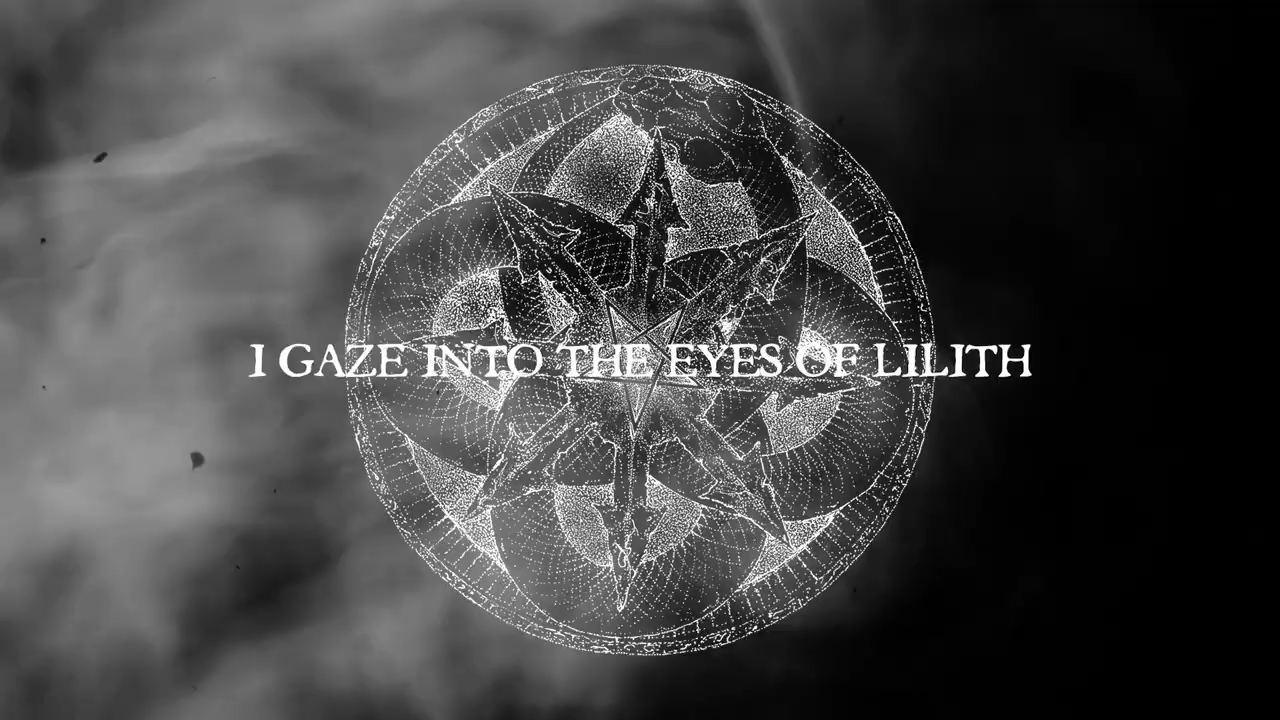 I GAZE INTO THE EYES OF LILITH